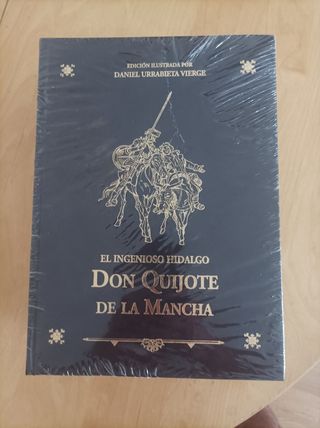 EDICIÓN ILUSTRADA POR
DANIEL URRABIETA VIERGE
EL INGENIOSO HIDALGO
DON QUIJOTE
DE LA MANCHA